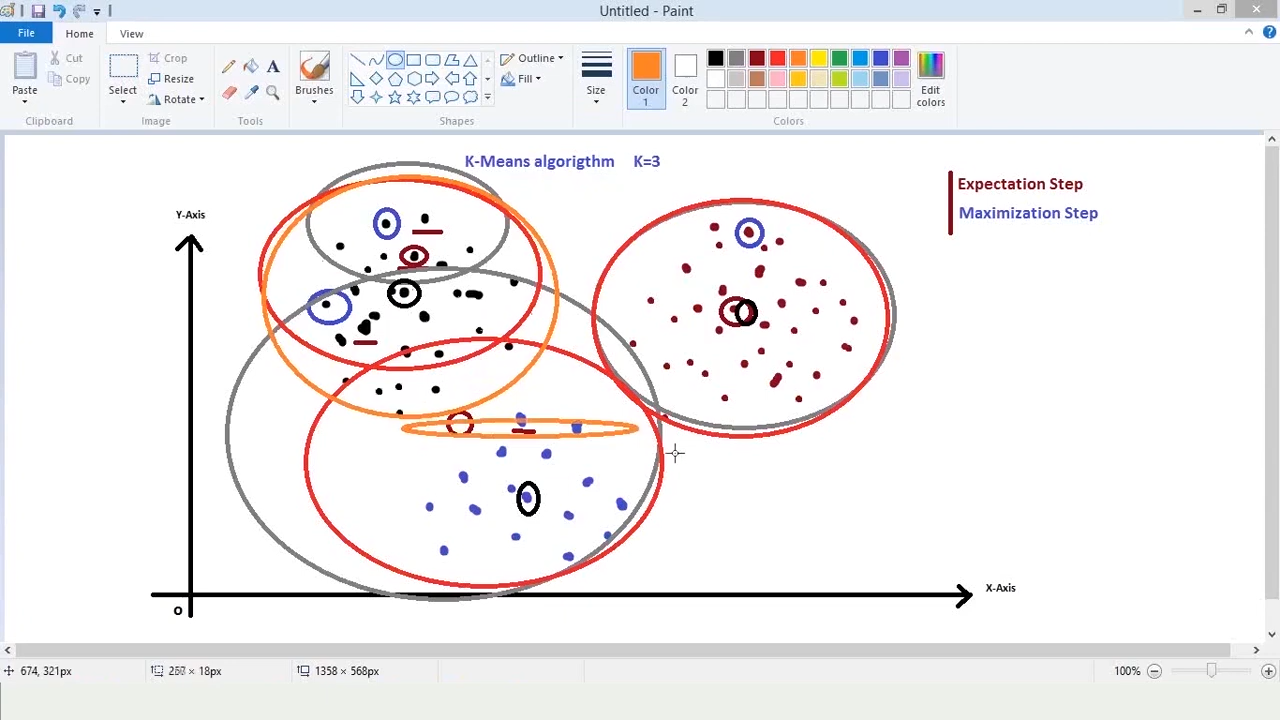 Untitled - Paint
File
Home
View
Cut
Crop
Copy
Resize
Paste
Select
Rotate
Brushes
Outline
Fill
Size
Color
1
Color
2
Edit
colors
Clipboard
Image
Tools
Shapes
Colors
K-Means algorigthm K=3
Expectation Step
Maximization Step
Y-Axis
X-Axis
O
674, 321px
1358 × 568px
100%